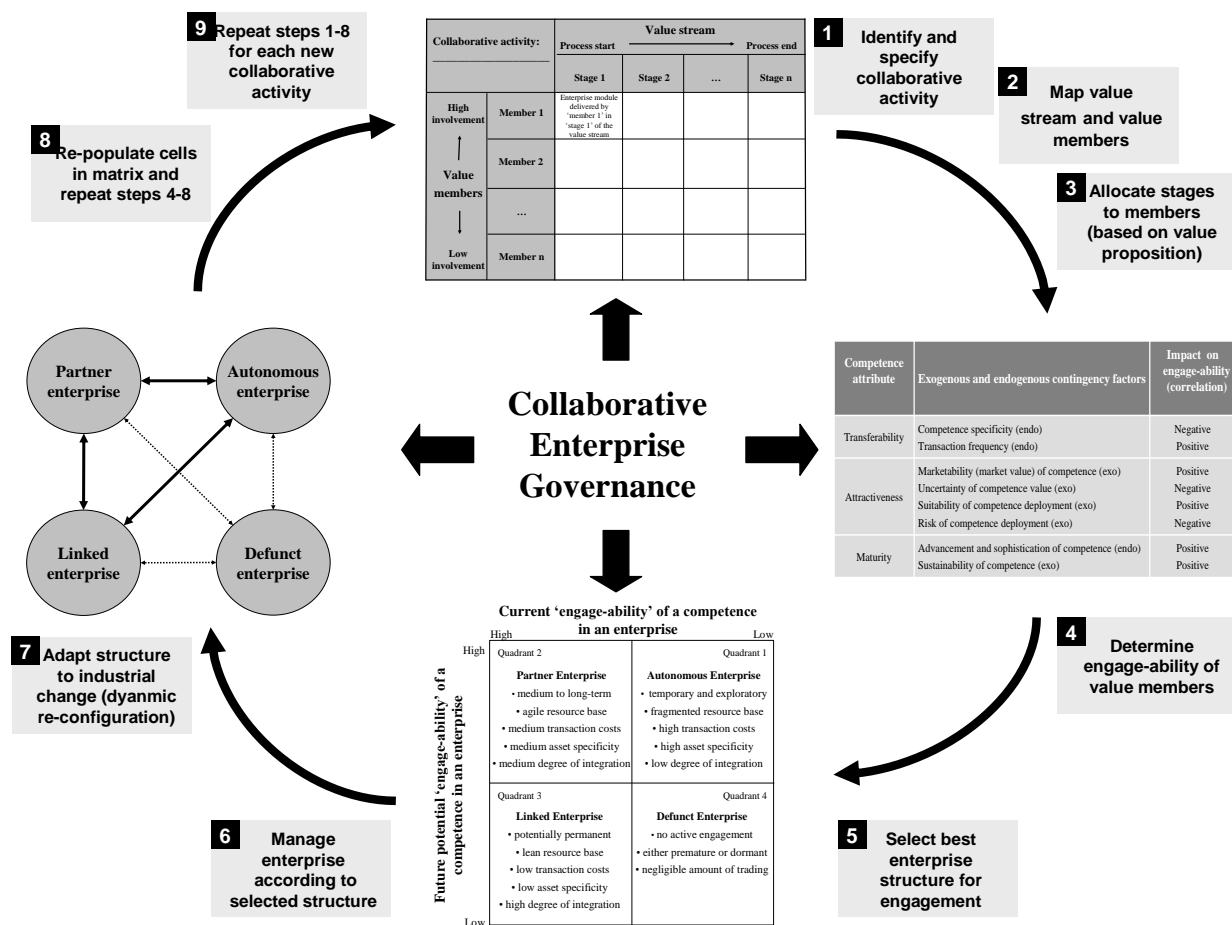 9
Repeat steps 1-8
for each new
collaborative
activity
8
Re-populate cells
in matrix and
repeat steps 4-8
Collaborative activity:
Value stream
Process start
Process end
Stage 1
Stage 2
…
Stage n
High
involvement
Value
members
Low
involvement
Member 1
Enterprise module
delivered by
‘member 1’ in
‘stage 1’ of the
value stream
Member 2
…
Member n
1
Identify and
specify
collaborative
activity
2
Map value
stream and value
members
3
Allocate stages
to members
(based on value
proposition)
Partner
enterprise
Autonomous
enterprise
Linked
enterprise
Defunct
enterprise
Collaborative
Enterprise
Governance
Competence
attribute
Exogenous and endogenous contingency factors
Impact on
engage-ability
(correlation)
Transferability
Competence specificity (endo)
Negative
Transaction frequency (endo)
Positive
Attractiveness
Marketability (market value) of competence (exo)
Positive
Uncertainty of competence value (exo)
Negative
Suitability of competence deployment (exo)
Positive
Risk of competence deployment (exo)
Negative
Maturity
Advancement and sophistication of competence (endo)
Positive
Sustainability of competence (exo)
Positive
4
Determine
engage-ability of
value members
Current ‘engage-ability’ of a competence
in an enterprise
High
Low
High
Low
Future potential ‘engage-ability’ of a
competence in an enterprise
Quadrant 2
Partner Enterprise
• medium to long-term
• agile resource base
• medium transaction costs
• medium asset specificity
• medium degree of integration
Quadrant 1
Autonomous Enterprise
• temporary and exploratory
• fragmented resource base
• high transaction costs
• high asset specificity
• low degree of integration
Quadrant 3
Linked Enterprise
• potentially permanent
• lean resource base
• low transaction costs
• low asset specificity
• high degree of integration
Quadrant 4
Defunct Enterprise
• no active engagement
• either premature or dormant
• negligible amount of trading
5
Select best
enterprise
structure for
engagement
6
Manage
enterprise
according to
selected structure
7
Adapt structure
to industrial
change (dyanmic
re-configuration)